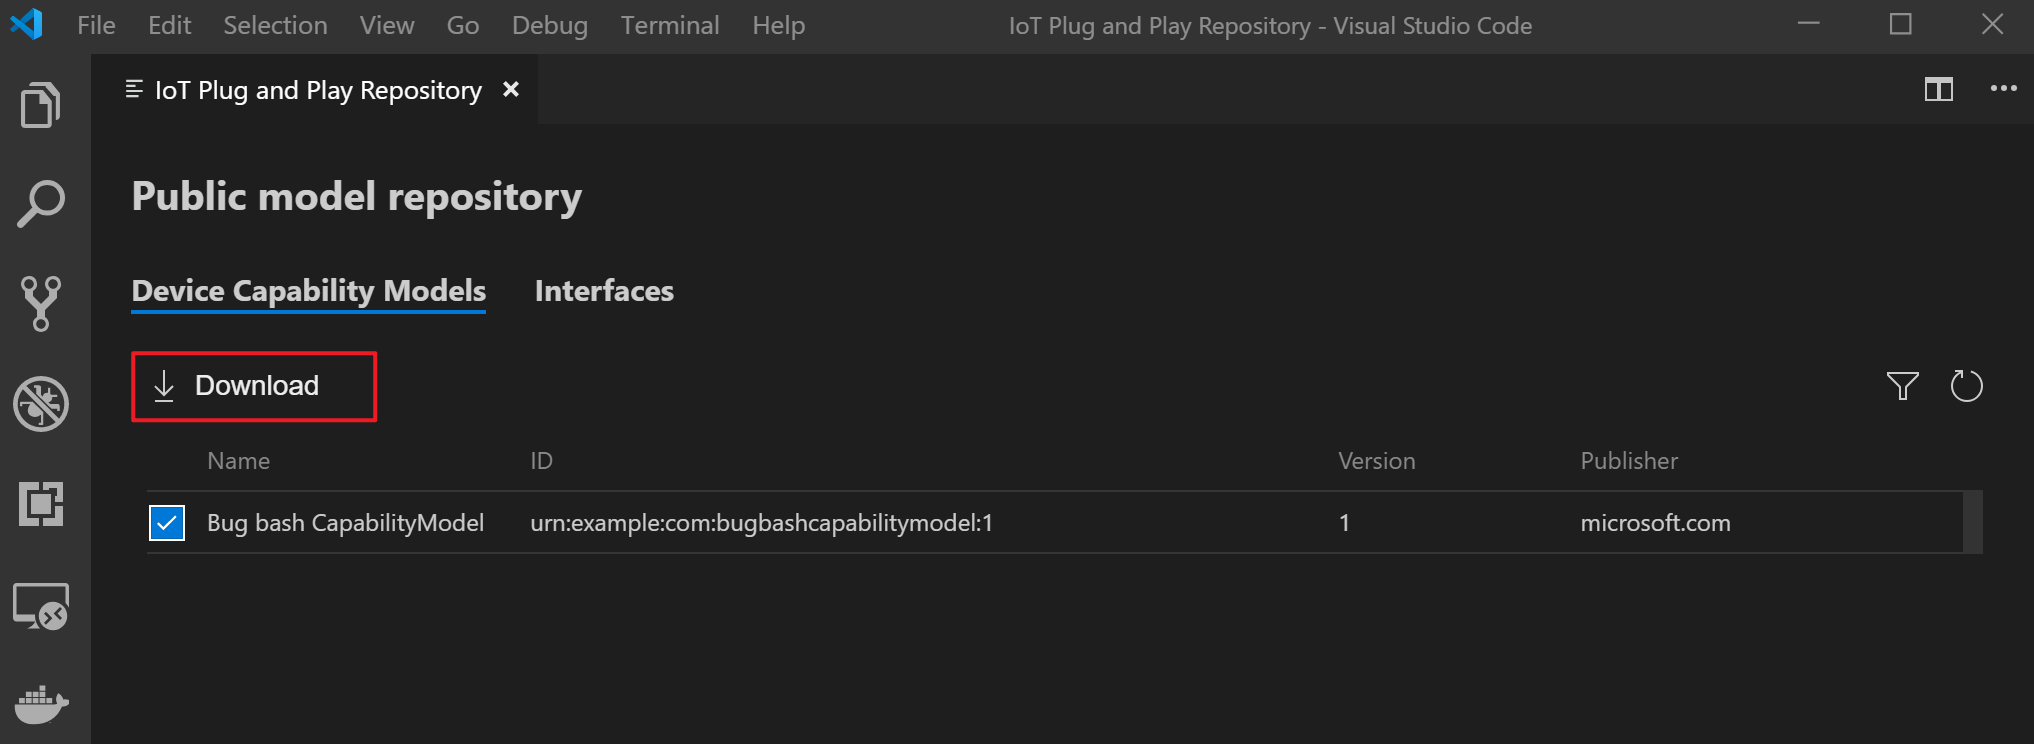 File Edit Selection View Go Debug Terminal Help IoT Plug and Play Repository - Visual Studio Code
IoT Plug and Play Repository
Public model repository
Device Capability Models Interfaces
Download
Name ID Version Publisher
Bug bash CapabilityModel urn:example:com:bugbashcapabilitymodel:1 1 microsoft.com